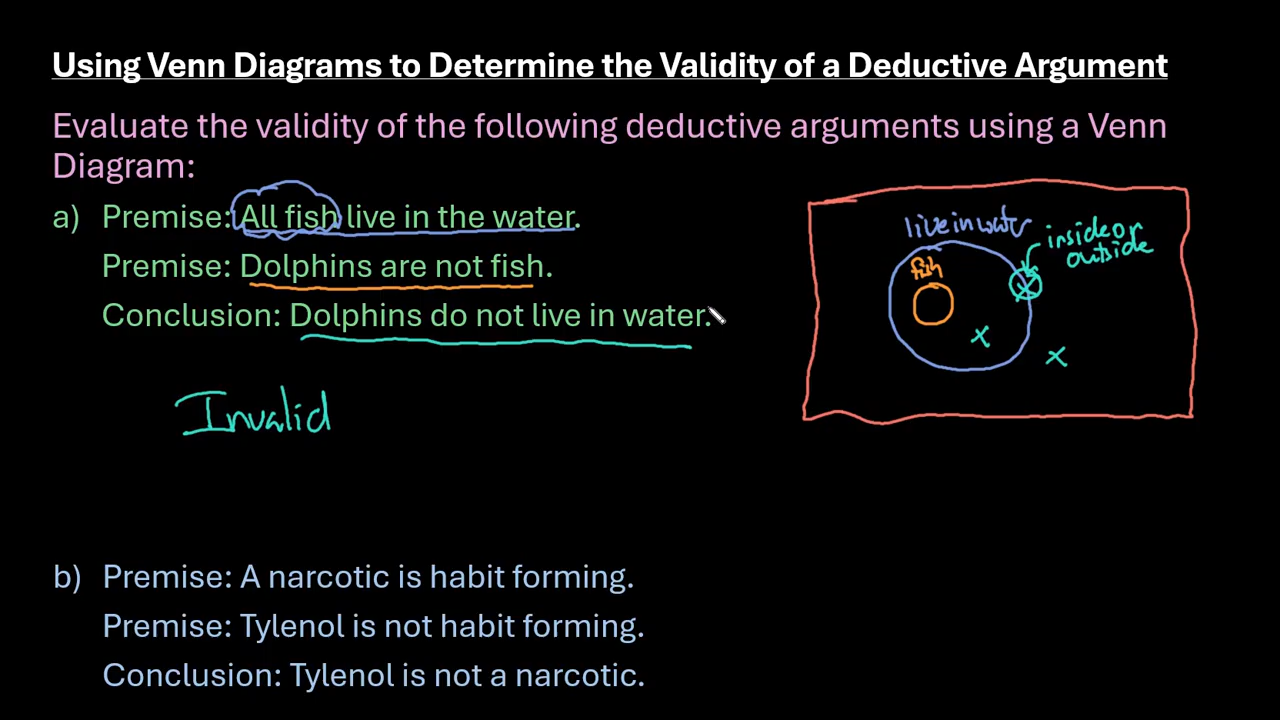 Using Venn Diagrams to Determine the Validity of a Deductive Argument
Evaluate the validity of the following deductive arguments using a Venn
Diagram:
a) Premise: All fish live in the water.
Premise: Dolphins are not fish.
Conclusion: Dolphins do not live in water.
Invalid
live in water
fish
inside or
outside
x
x
x
b) Premise: A narcotic is habit forming.
Premise: Tylenol is not habit forming.
Conclusion: Tylenol is not a narcotic.